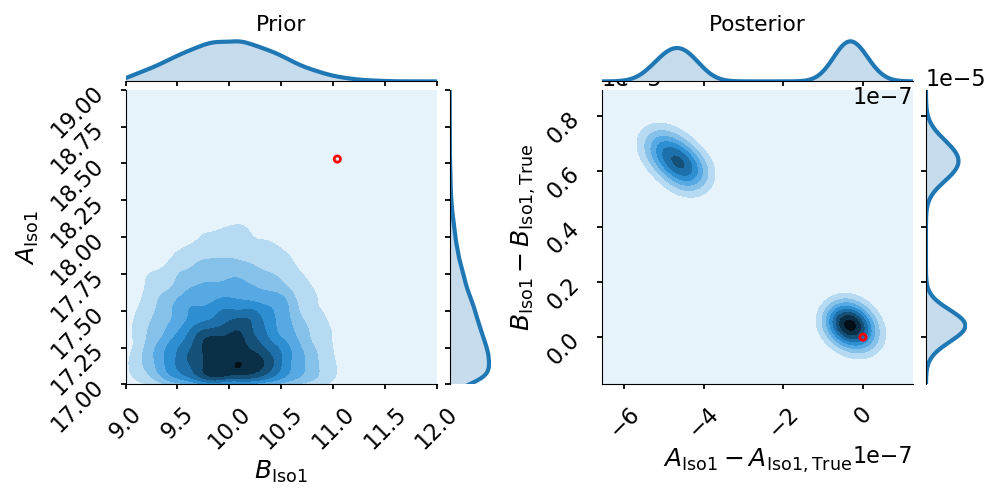 Prior
19.00
18.75
18.50
18.25
18.00
17.75
17.50
17.25
17.00
A_Iso1
9.0
9.5
10.0
10.5
11.0
11.5
12.0
B_Iso1
Posterior
1e−7
1e−5
0.8
0.6
0.4
0.2
0.0
B_Iso1 − B_Iso1, True
−6
−4
−2
0
A_Iso1 − A_Iso1, True
1e−7